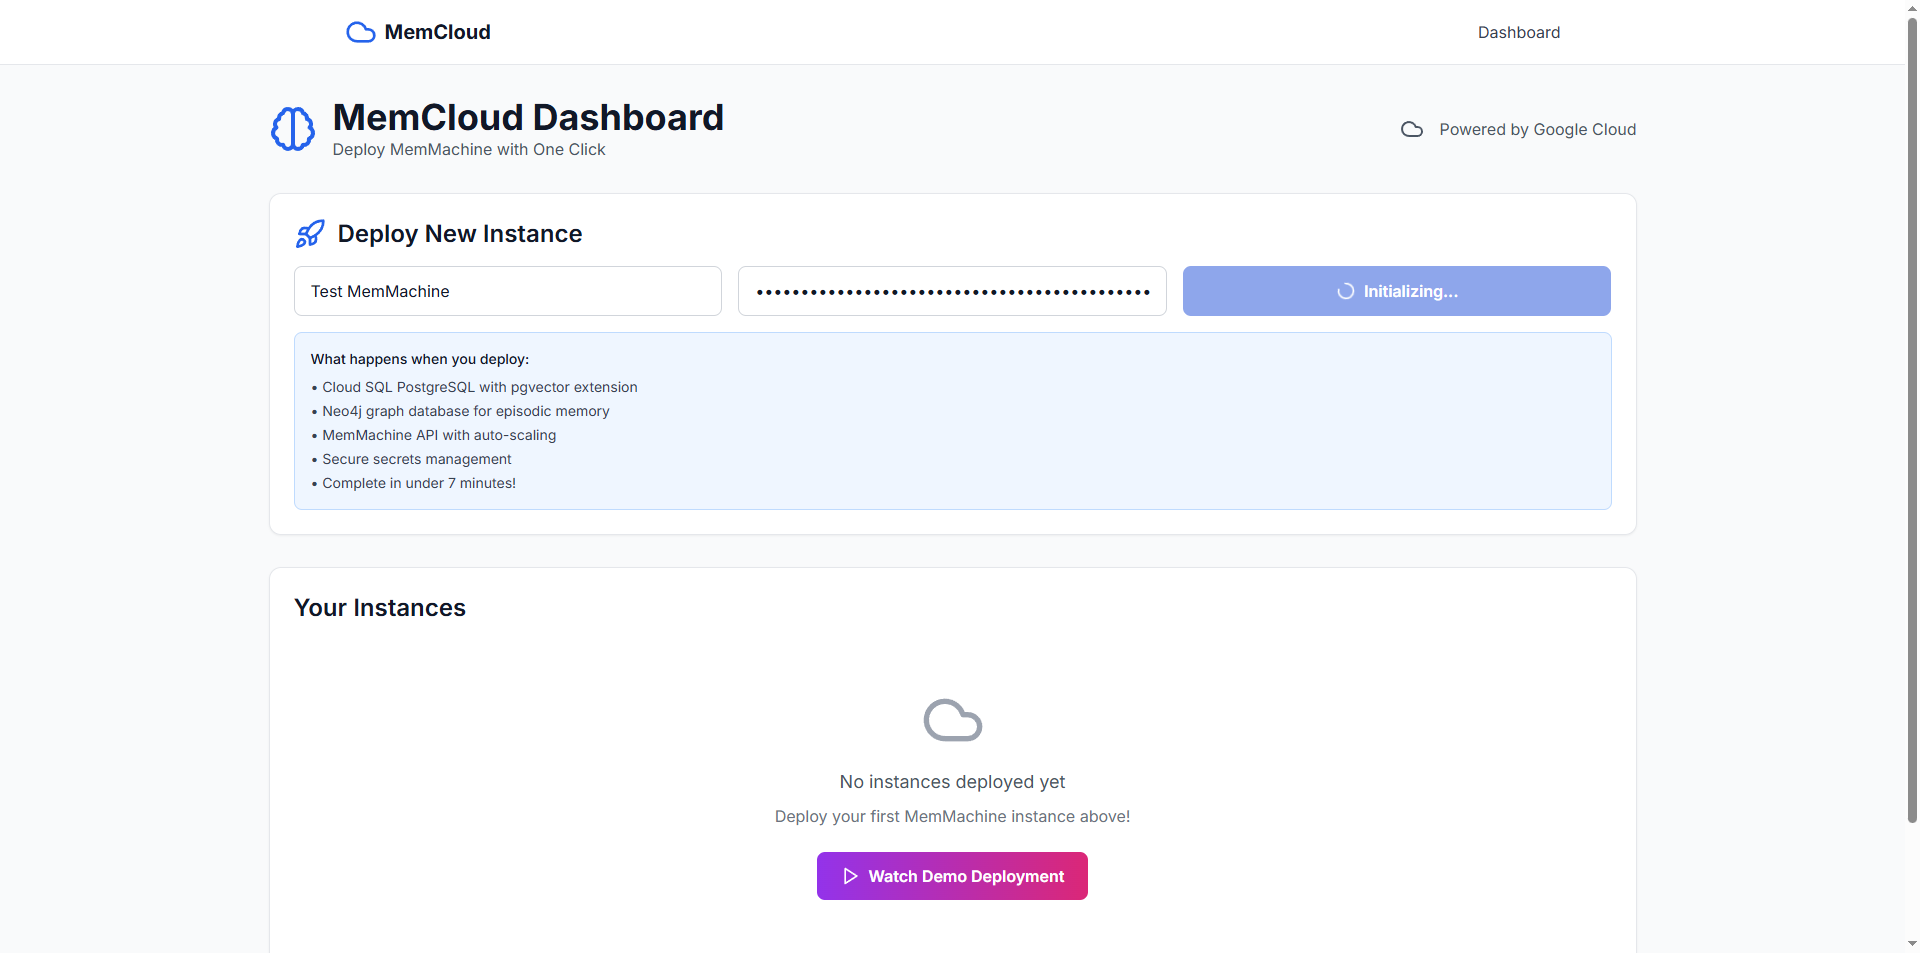 MemCloud
Dashboard
MemCloud Dashboard
Deploy MemMachine with One Click
Powered by Google Cloud
Deploy New Instance
Test MemMachine
••••••••••••••••••••••••••••••••••••••••••••
Initializing...
What happens when you deploy:
• Cloud SQL PostgreSQL with pgvector extension
• Neo4j graph database for episodic memory
• MemMachine API with auto-scaling
• Secure secrets management
• Complete in under 7 minutes!
Your Instances
No instances deployed yet
Deploy your first MemMachine instance above!
Watch Demo Deployment